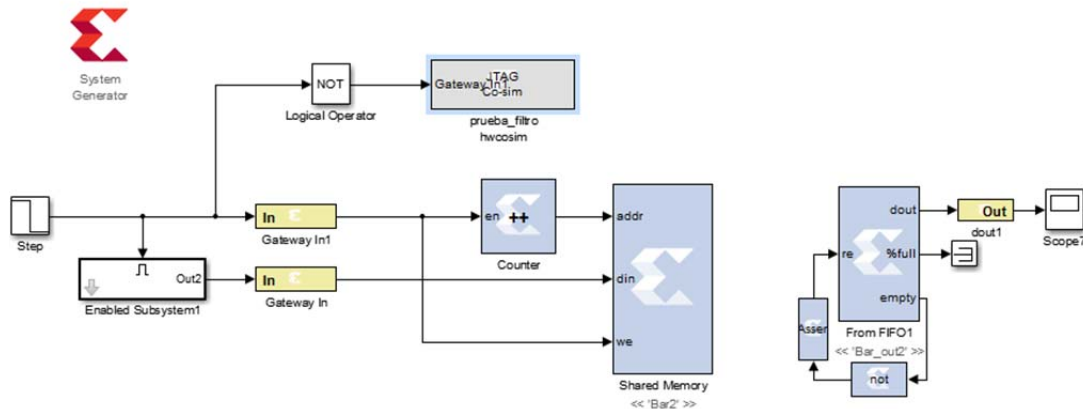 System
Generator
NOT
Logical Operator
Gateway In1
JTAG
Co-sim
prueba_filtro
hwcosim
Step
In
Gateway In1
Out2
Enabled Subsystem1
In
Gateway In
en
++
Counter
addr
din
we
Shared Memory
<< 'Bar2' >>
re
dout
%full
empty
From FIFO1
<< 'Bar_out2' >>
Out
dout1
Scope7
Asser
not